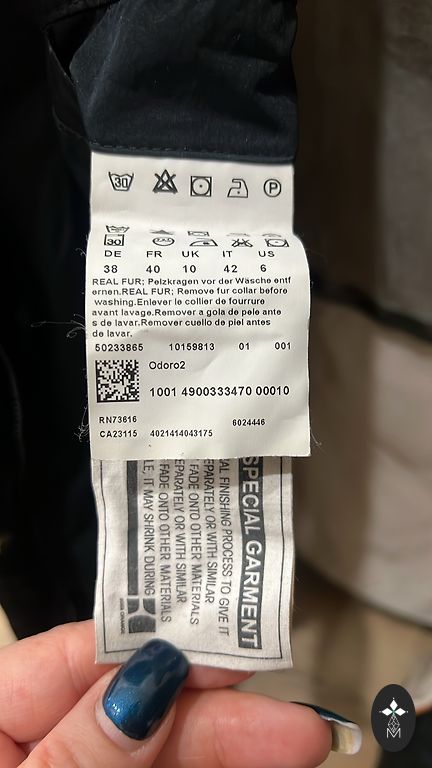 30 P
30
DE FR UK IT US
38 40 10 42 6
REAL FUR; Pelzkragen vor der Wäsche entf
ernen.REAL FUR; Remove fur collar before
washing.Enlever le collier de fourrure
avant lavage.Remover a gola de pele ante
s de lavar.Remover cuello de piel antes
de lavar.
50233865 10159813 01 001
Odoro2
1001 4900333470 00010
RN73616 6024446
CA23115 4021414043175
SPECIAL GARMENT
AL FINISHING PROCESS TO GIVE IT
EPARATELY OR WITH SIMILAR
FADE ONTO OTHER MATERIALS
EPARATELY OR WITH SIMILAR
FADE ONTO OTHER MATERIALS
LE, IT MAY SHRINK DURING
M